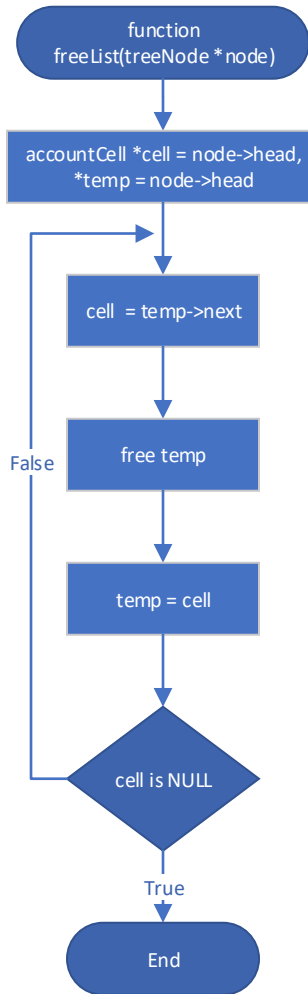 function
freeList(treeNode *node)
accountCell *cell = node->head,
*temp = node->head
cell = temp->next
free temp
False
temp = cell
cell is NULL
True
End